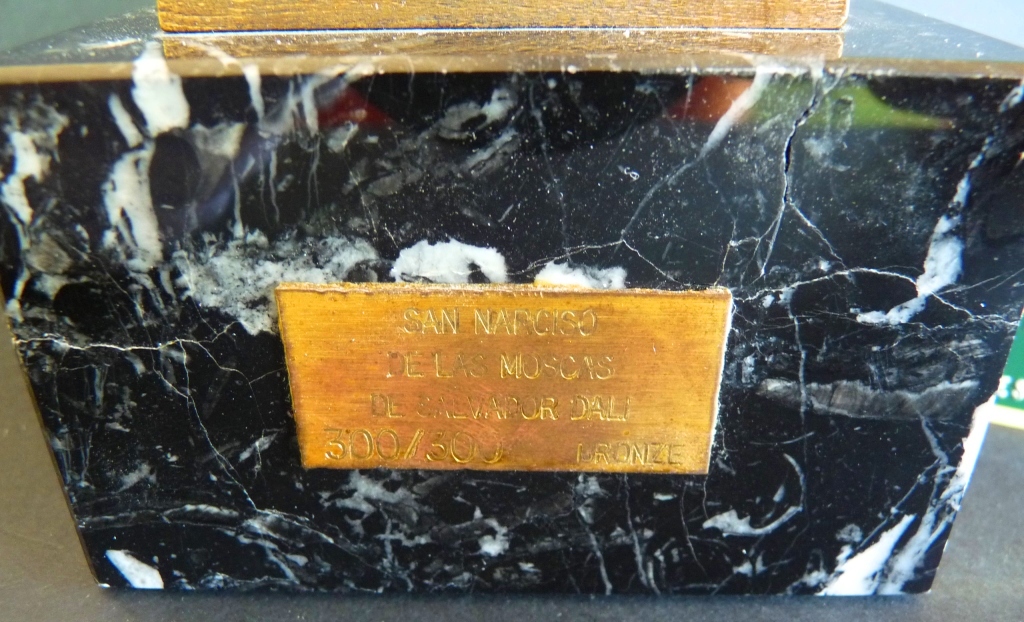 SAN NARCISO
DE LAS MOSCAS
DE SALVADOR DALI
300/300 BRONZE